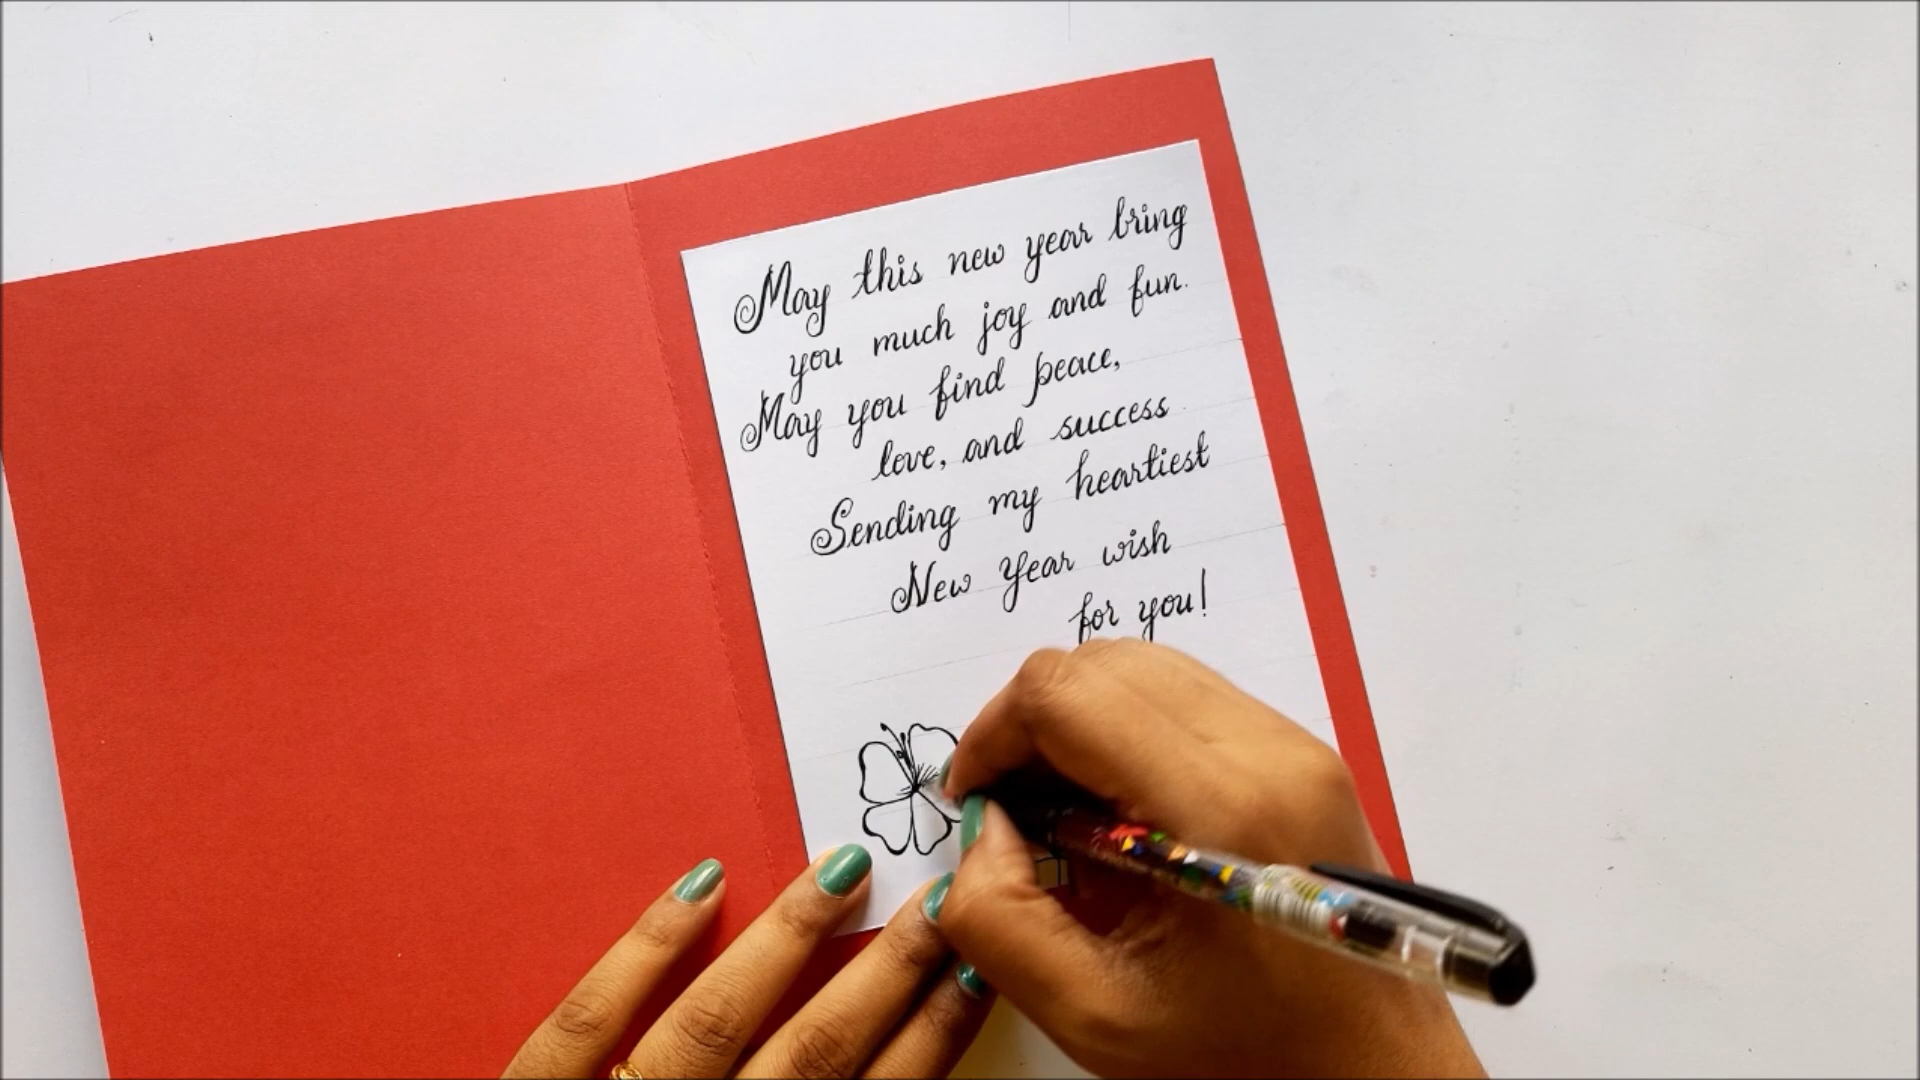 May this new year bring
you much joy and fun.
May you find peace,
love, and success
Sending my heartiest
New Year wish
for you!